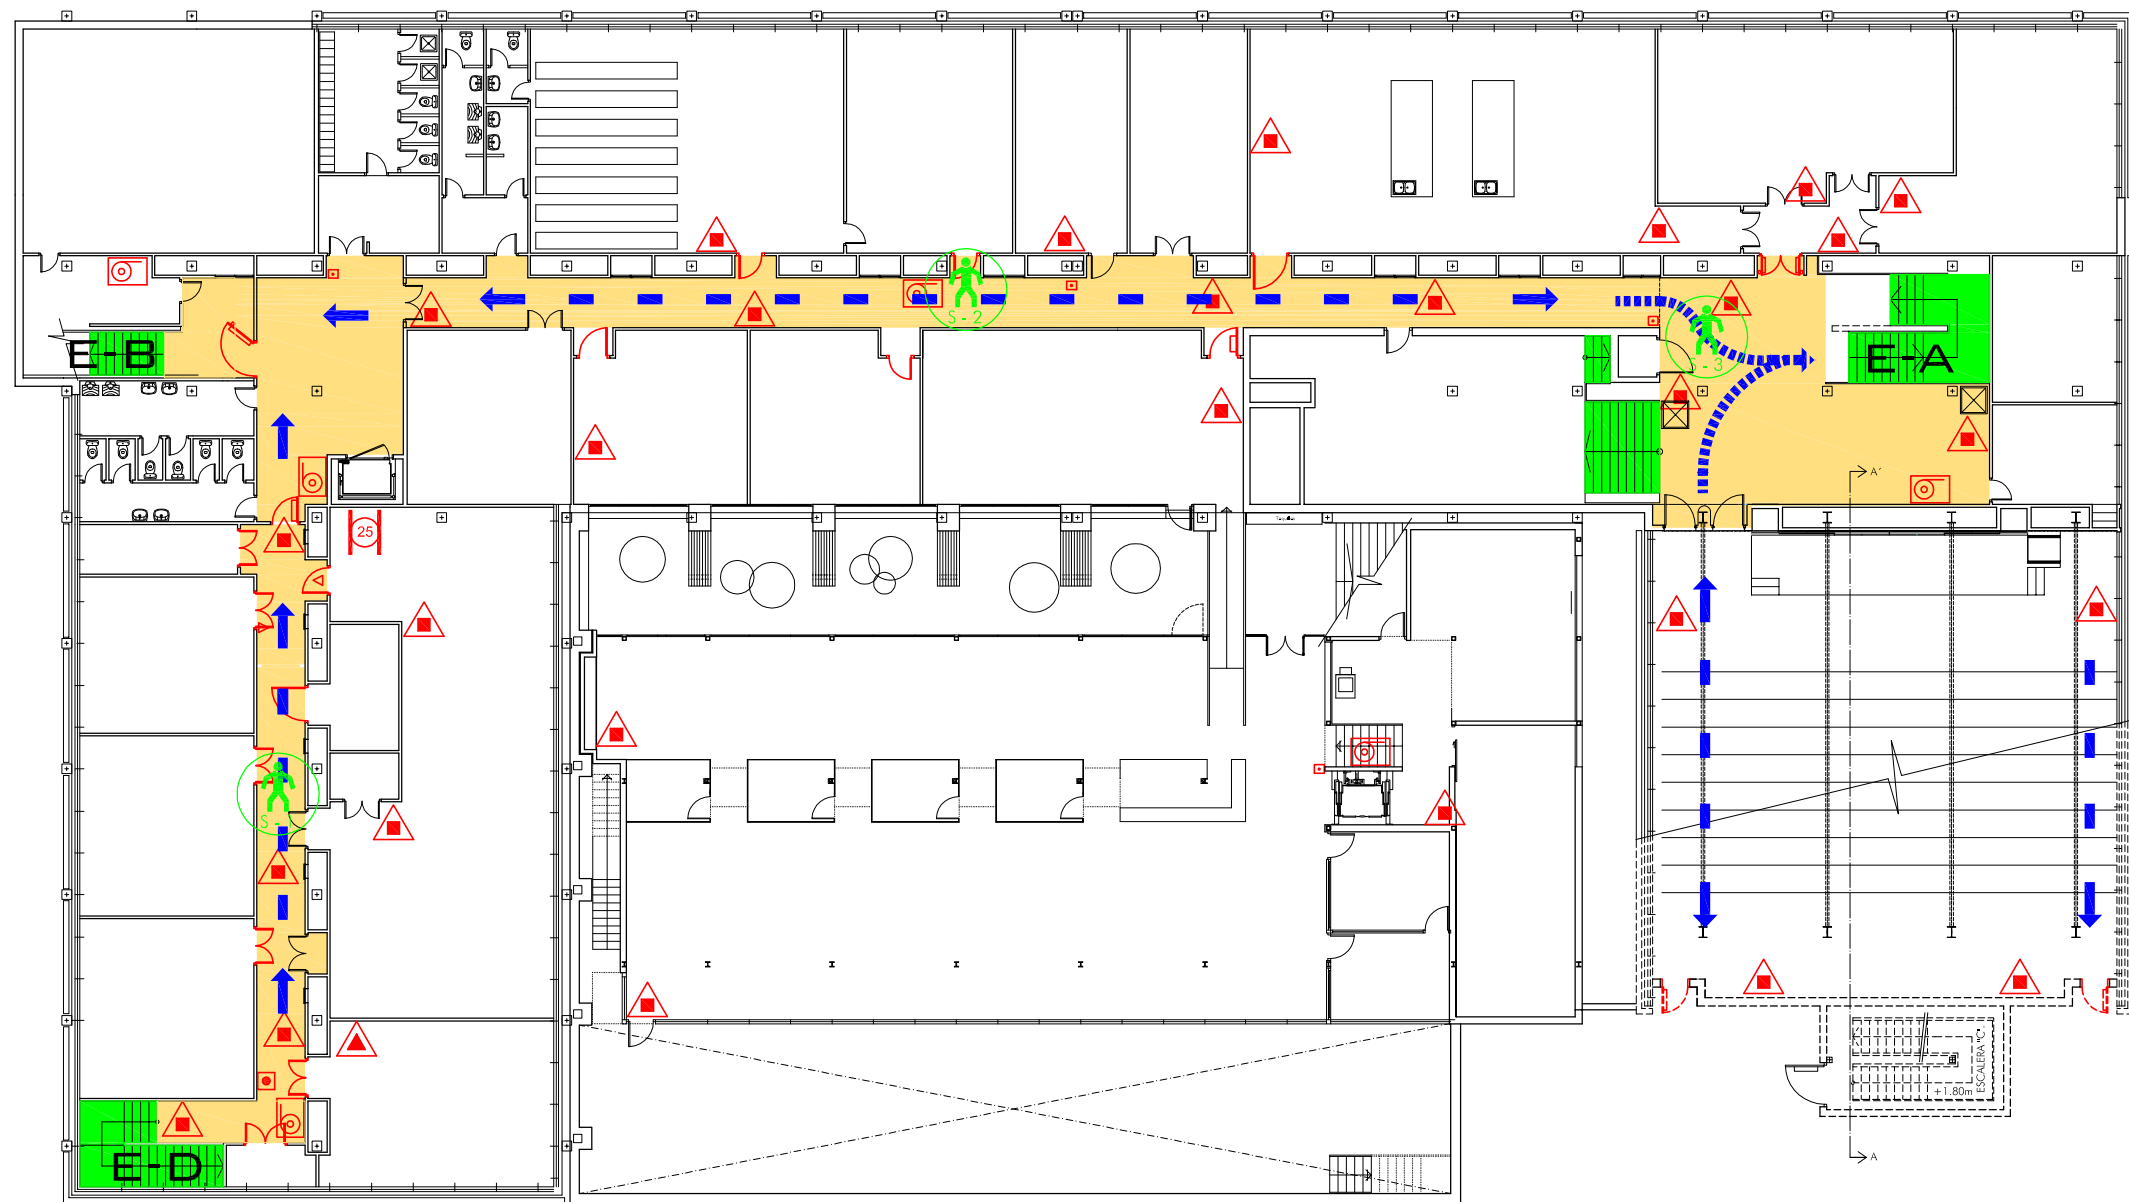 S - 2
S - 3
E-B
E-A
A´
25
S - 1
ESCALERA "C".
+1.80m
E-D
A